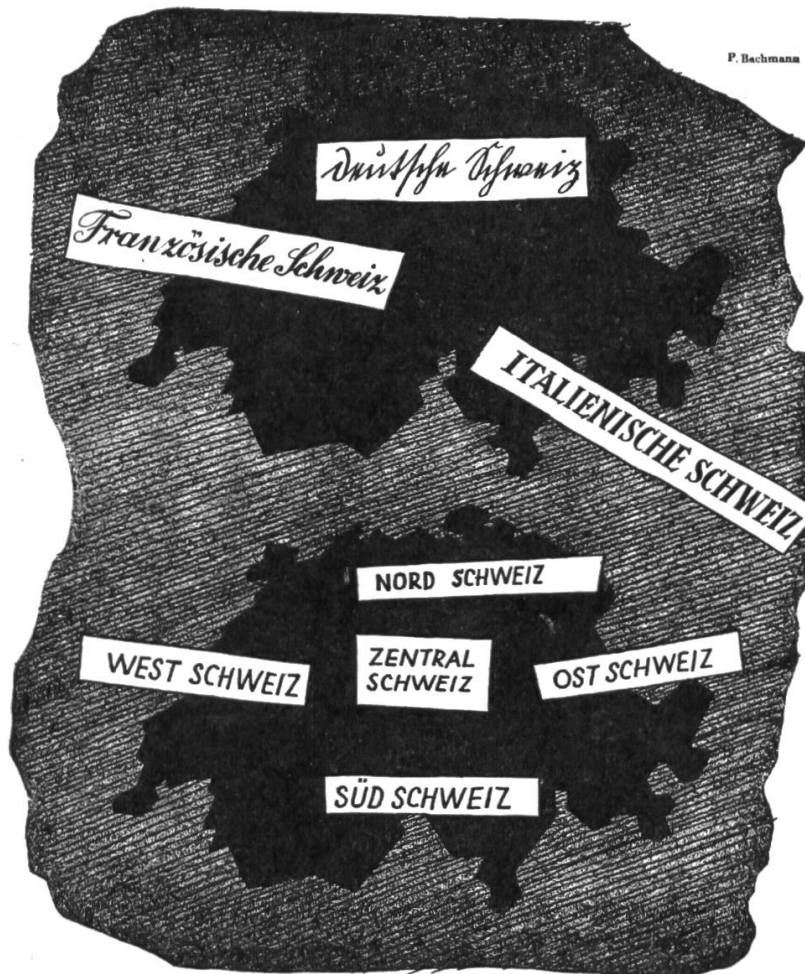 P. Bachmann
Deutsche Schweiz
Französische Schweiz
ITALIENISCHE SCHWEIZ
NORD SCHWEIZ
WEST SCHWEIZ
ZENTRAL
SCHWEIZ
OST SCHWEIZ
SÜD SCHWEIZ